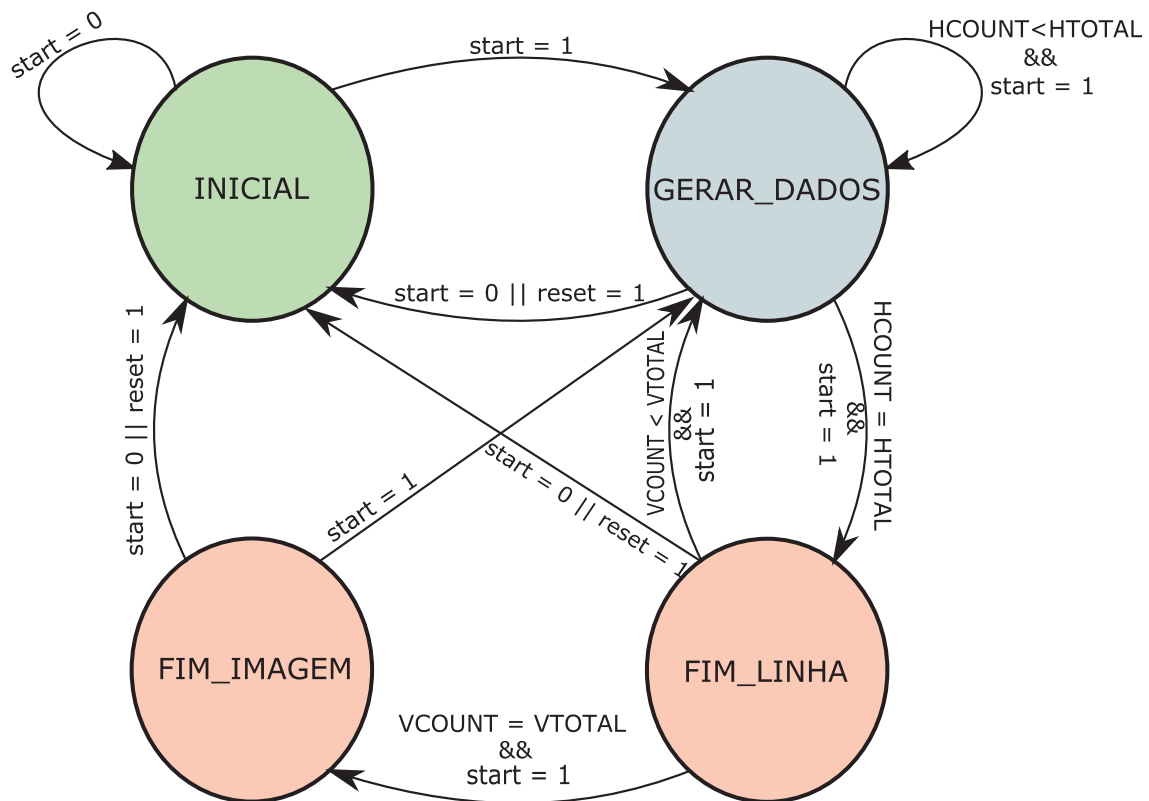 start = 0
start = 1
HCOUNT<HTOTAL
&&
start = 1
INICIAL
GERAR_DADOS
start = 0 || reset = 1
start = 0 || reset = 1
start = 1
start = 0 || reset = 1
VCOUNT < VTOTAL
&&
start = 1
HCOUNT = HTOTAL
&&
start = 1
FIM_IMAGEM
FIM_LINHA
VCOUNT = VTOTAL
&&
start = 1